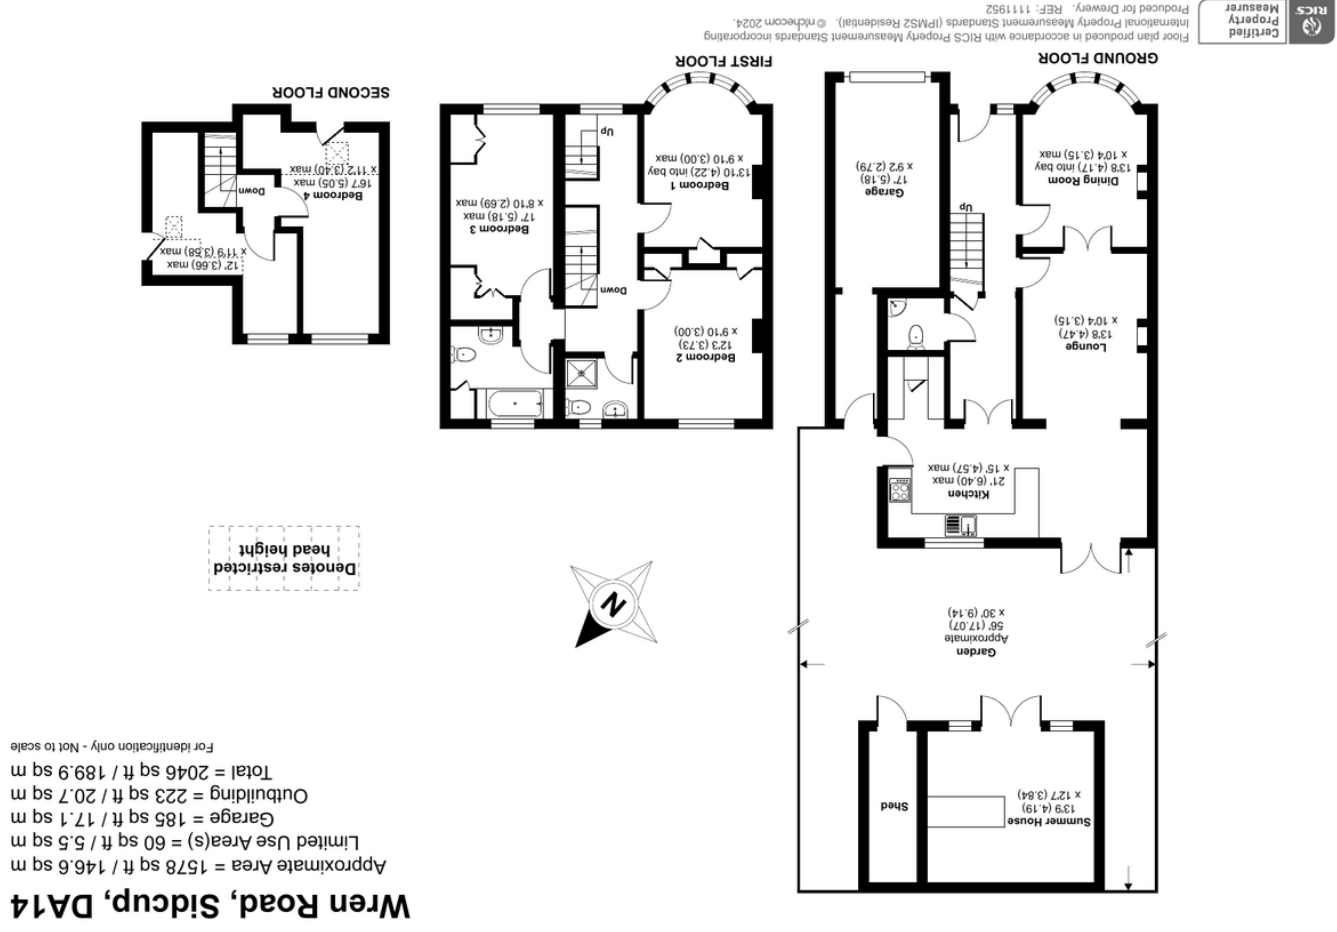 Wren Road, Sidcup, DA14
Approximate Area = 1578 sq ft / 146.6 sq m
Limited Use Area(s) = 60 sq ft / 5.5 sq m
Garage = 185 sq ft / 17.1 sq m
Outbuilding = 223 sq ft / 20.7 sq m
Total = 2046 sq ft / 189.9 sq m
For identification only - Not to scale
Summer House
13'9 (4.19)
x 12'7 (3.84)
Shed
Garden
Approximate
56' (17.07)
x 30' (9.14)
N
Denotes restricted
head height
Kitchen
21' (6.40) max
x 15' (4.57) max
Lounge
13'8 (4.47)
x 10'4 (3.15)
Up
Dining Room
13'8 (4.17) into bay
x 10'4 (3.15) max
Garage
17' (5.18)
x 9'2 (2.79)
GROUND FLOOR
Bedroom 2
12'3 (3.73)
x 9'10 (3.00)
Down
Bedroom 3
17' (5.18) max
x 8'10 (2.69) max
Bedroom 1
13'10 (4.22) into bay
x 9'10 (3.00) max
Up
FIRST FLOOR
12' (3.66) max
x 11'9 (3.58) max
Bedroom 4
16'7 (5.05) max
x 11'2 (3.40) max
Down
SECOND FLOOR
Certified
Property
Measurer
RICS
Floor plan produced in accordance with RICS Property Measurement Standards incorporating
International Property Measurement Standards (IPMS2 Residential). ©nichecom 2024.
Produced for Drewery. REF: 1111952